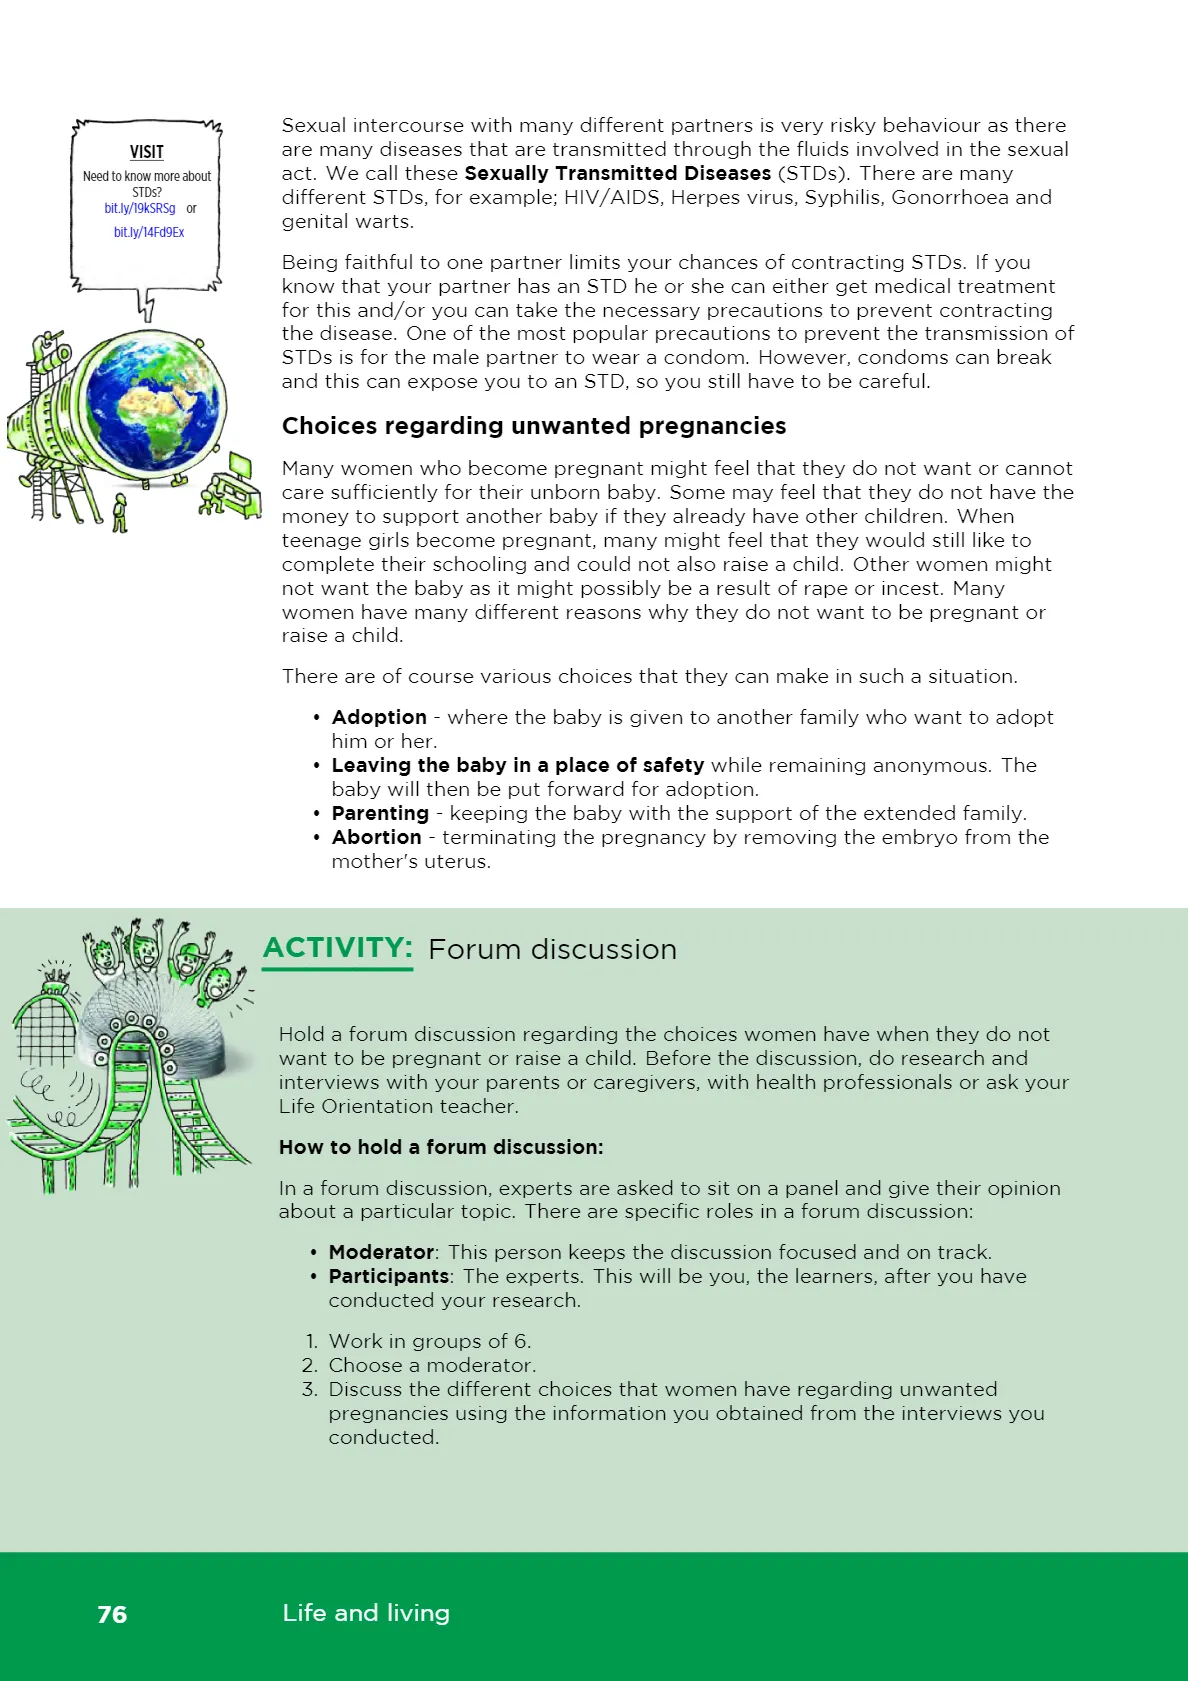 VISIT
Need to know more about
STDs?
bit.ly/19kSRSg or
bit.ly/14Fd9Ex
Sexual intercourse with many different partners is very risky behaviour as there
are many diseases that are transmitted through the fluids involved in the sexual
act. We call these Sexually Transmitted Diseases (STDs). There are many
different STDs, for example; HIV/AIDS, Herpes virus, Syphilis, Gonorrhoea and
genital warts.
Being faithful to one partner limits your chances of contracting STDs. If you
know that your partner has an STD he or she can either get medical treatment
for this and/or you can take the necessary precautions to prevent contracting
the disease. One of the most popular precautions to prevent the transmission of
STDs is for the male partner to wear a condom. However, condoms can break
and this can expose you to an STD, so you still have to be careful.
Choices regarding unwanted pregnancies
Many women who become pregnant might feel that they do not want or cannot
care sufficiently for their unborn baby. Some may feel that they do not have the
money to support another baby if they already have other children. When
teenage girls become pregnant, many might feel that they would still like to
complete their schooling and could not also raise a child. Other women might
not want the baby as it might possibly be a result of rape or incest. Many
women have many different reasons why they do not want to be pregnant or
raise a child.
There are of course various choices that they can make in such a situation.
• Adoption - where the baby is given to another family who want to adopt
him or her.
• Leaving the baby in a place of safety while remaining anonymous. The
baby will then be put forward for adoption.
• Parenting - keeping the baby with the support of the extended family.
• Abortion - terminating the pregnancy by removing the embryo from the
mother's uterus.
ACTIVITY: Forum discussion
Hold a forum discussion regarding the choices women have when they do not
want to be pregnant or raise a child. Before the discussion, do research and
interviews with your parents or caregivers, with health professionals or ask your
Life Orientation teacher.
How to hold a forum discussion:
In a forum discussion, experts are asked to sit on a panel and give their opinion
about a particular topic. There are specific roles in a forum discussion:
• Moderator: This person keeps the discussion focused and on track.
• Participants: The experts. This will be you, the learners, after you have
conducted your research.
1. Work in groups of 6.
2. Choose a moderator.
3. Discuss the different choices that women have regarding unwanted
pregnancies using the information you obtained from the interviews you
conducted.
76 Life and living